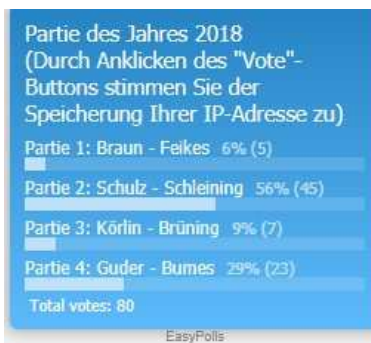 Partie des Jahres 2018
(Durch Anklicken des "Vote"-
Buttons stimmen Sie der
Speicherung Ihrer IP-Adresse zu)
Partie 1: Braun - Feikes 6% (5)
Partie 2: Schulz - Schleining 56% (45)
Partie 3: Körlin - Brüning 9% (7)
Partie 4: Guder - Bumes 29% (23)
Total votes: 80
EasyPolls